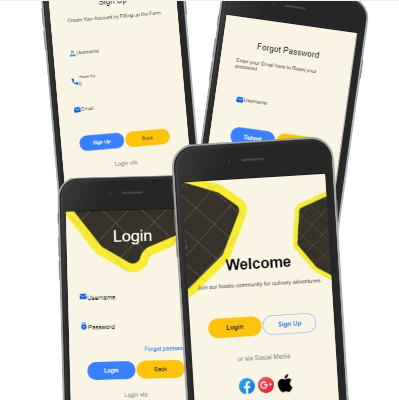 Sign Up
Create Your Account by Filling up the Form
Username
Phone No.
0
Email
Sign Up
Back
Login via:
Forgot Password
Enter your Email here to Reset your
password
Username
Submit
Login
Username
Password
Forgot password
Login
Back
Login via:
Welcome
Join our foodie community for culinary adventures.
Login
Sign Up
or via Social Media